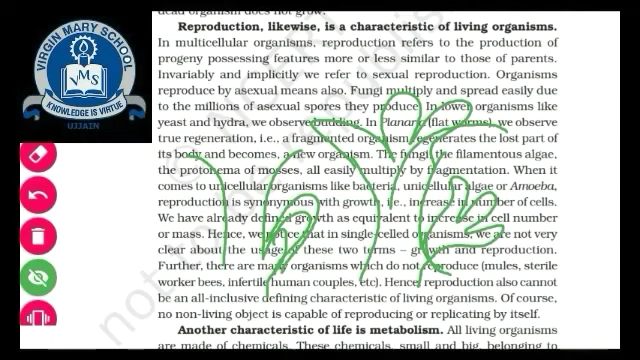 VIRGIN MARY SCHOOL
VMS
KNOWLEDGE IS VIRTUE
UJJAIN
dead organism does not grow.
Reproduction, likewise, is a characteristic of living organisms.
In multicellular organisms, reproduction refers to the production of
progeny possessing features more or less similar to those of parents.
Invariably and implicitly we refer to sexual reproduction. Organisms
reproduce by asexual means also. Fungi multiply and spread easily due
to the millions of asexual spores they produce. In lower organisms like
yeast and hydra, we observe budding. In Planaria (flat worms), we observe
true regeneration, i.e., a fragmented organism regenerates the lost part of
its body and becomes, a new organism. The fungi, the filamentous algae,
the protonema of mosses, all easily multiply by fragmentation. When it
comes to unicellular organisms like bacteria, unicellular algae or Amoeba,
reproduction is synonymous with growth, i.e., increase in number of cells.
We have already defined growth as equivalent to increase in cell number
or mass. Hence, we notice that in single-celled organisms, we are not very
clear about the usage of these two terms – growth and reproduction.
Further, there are many organisms which do not reproduce (mules, sterile
worker bees, infertile human couples, etc). Hence, reproduction also cannot
be an all-inclusive defining characteristic of living organisms. Of course,
no non-living object is capable of reproducing or replicating by itself.
Another characteristic of life is metabolism. All living organisms
are made of chemicals. These chemicals, small and big, belonging to